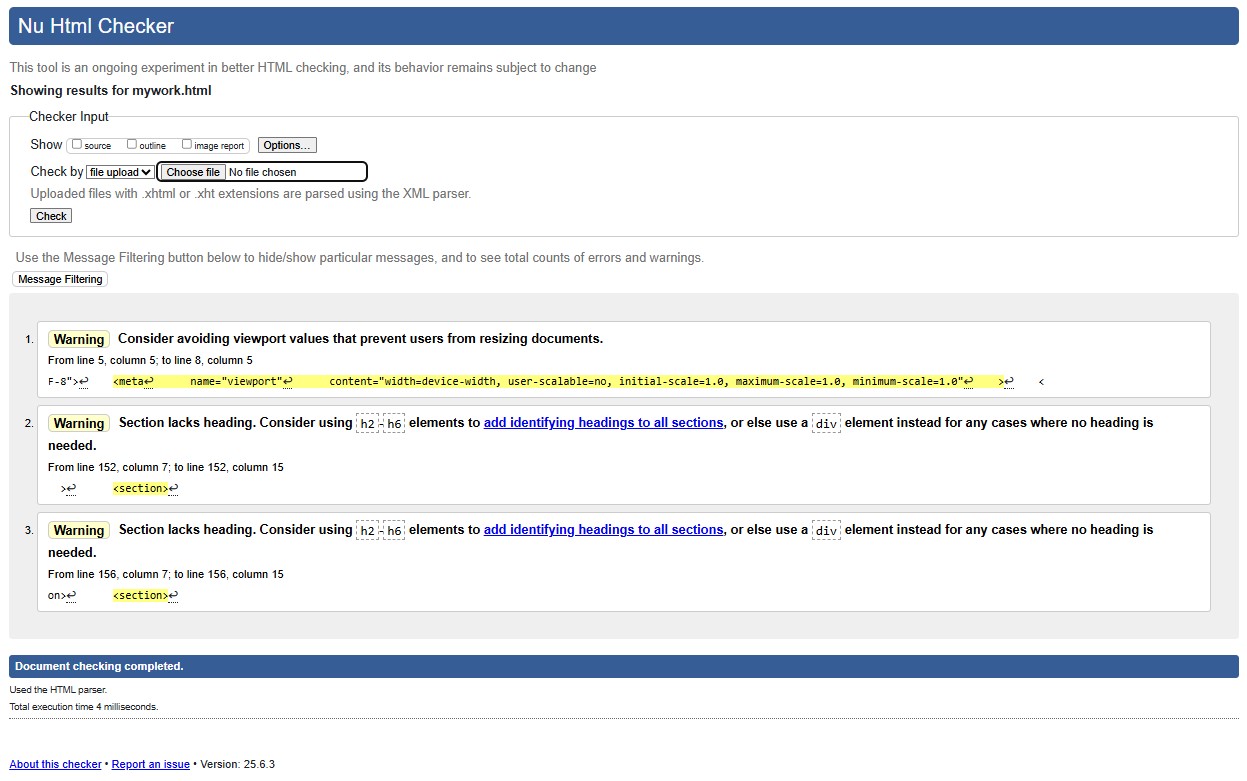 Nu Html Checker
This tool is an ongoing experiment in better HTML checking, and its behavior remains subject to change
Showing results for mywork.html
Checker Input
Show source outline image report Options...
Check by file upload Choose file No file chosen
Uploaded files with .xhtml or .xht extensions are parsed using the XML parser.
Check
Use the Message Filtering button below to hide/show particular messages, and to see total counts of errors and warnings.
Message Filtering
1. Warning Consider avoiding viewport values that prevent users from resizing documents.
From line 5, column 5; to line 8, column 5
F-8">↩ <meta↩ name="viewport"↩ content="width=device-width, user-scalable=no, initial-scale=1.0, maximum-scale=1.0, minimum-scale=1.0"↩ >↩ <
2. Warning Section lacks heading. Consider using h2-h6 elements to add identifying headings to all sections, or else use a div element instead for any cases where no heading is
needed.
From line 152, column 7; to line 152, column 15
>↩ <section>↩
3. Warning Section lacks heading. Consider using h2-h6 elements to add identifying headings to all sections, or else use a div element instead for any cases where no heading is
needed.
From line 156, column 7; to line 156, column 15
on>↩ <section>↩
Document checking completed.
Used the HTML parser.
Total execution time 4 milliseconds.
About this checker • Report an issue • Version: 25.6.3